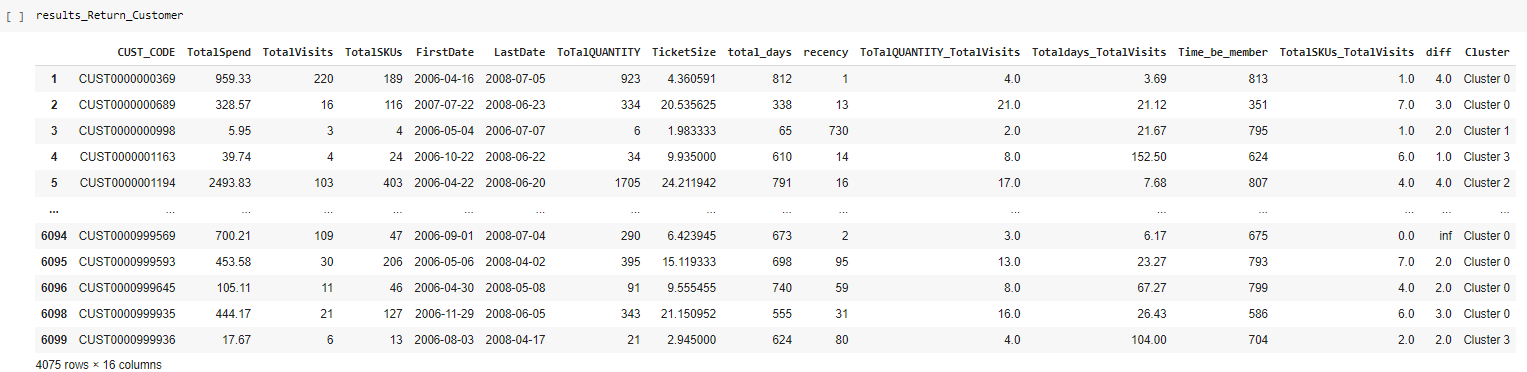 [ ] results_Return_Customer
CUST_CODE TotalSpend TotalVisits TotalSKUs FirstDate LastDate ToTalQUANTITY TicketSize total_days recency ToTalQUANTITY_TotalVisits Totaldays_TotalVisits Time_be_member TotalSKUs_TotalVisits diff Cluster
1 CUST0000000369 959.33 220 189 2006-04-16 2008-07-05 923 4.360591 812 1 4.0 3.69 813 1.0 4.0 Cluster 0
2 CUST0000000689 328.57 16 116 2007-07-22 2008-06-23 334 20.535625 338 13 21.0 21.12 351 7.0 3.0 Cluster 0
3 CUST0000000998 5.95 3 4 2006-05-04 2006-07-07 6 1.983333 65 730 2.0 21.67 795 1.0 2.0 Cluster 1
4 CUST0000001163 39.74 4 24 2006-10-22 2008-06-22 34 9.935000 610 14 8.0 152.50 624 6.0 1.0 Cluster 3
5 CUST0000001194 2493.83 103 403 2006-04-22 2008-06-20 1705 24.211942 791 16 17.0 7.68 807 4.0 4.0 Cluster 2
... ... ... ... ... ... ... ... ... ... ... ... ... ... ... ... ...
6094 CUST0000999569 700.21 109 47 2006-09-01 2008-07-04 290 6.423945 673 2 3.0 6.17 675 0.0 inf Cluster 0
6095 CUST0000999593 453.58 30 206 2006-05-06 2008-04-02 395 15.119333 698 95 13.0 23.27 793 7.0 2.0 Cluster 0
6096 CUST0000999645 105.11 11 46 2006-04-30 2008-05-08 91 9.555455 740 59 8.0 67.27 799 4.0 2.0 Cluster 0
6098 CUST0000999935 444.17 21 127 2006-11-29 2008-06-05 343 21.150952 555 31 16.0 26.43 586 6.0 3.0 Cluster 0
6099 CUST0000999936 17.67 6 13 2006-08-03 2008-04-17 21 2.945000 624 80 4.0 104.00 704 2.0 2.0 Cluster 3
4075 rows × 16 columns